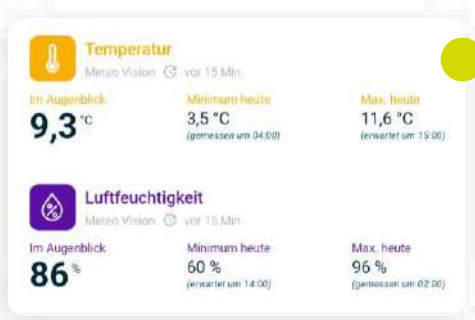 Temperatur
Meteo Vision vor 15 Min.
Im Augenblick Minimum heute Max. heute
9,3 °C 3,5 °C 11,6 °C
(gemessen um 04:00) (erwartet um 15:00)
Luftfeuchtigkeit
Meteo Vision vor 15 Min.
Im Augenblick Minimum heute Max. heute
86 % 60 % 96 %
(erwartet um 14:00) (gemessen um 02:00)